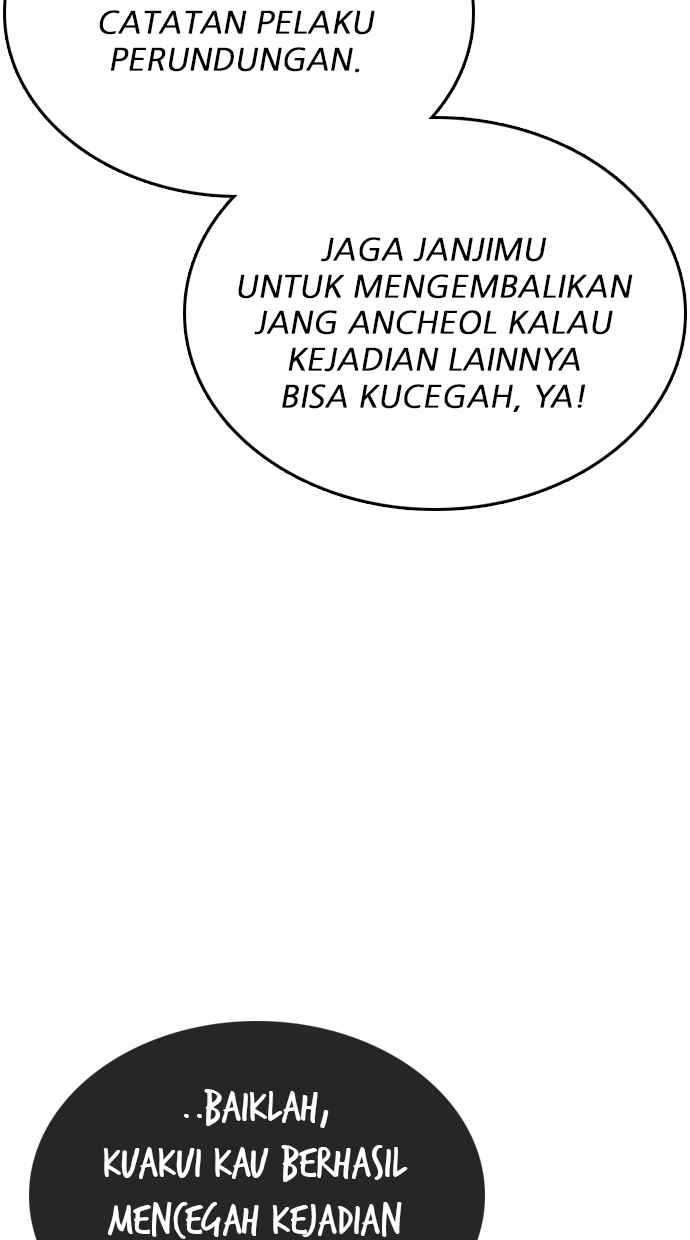 CATATAN PELAKU
PERUNDUNGAN.
JAGA JANJIMU
UNTUK MENGEMBALIKAN
JANG ANCHEOL KALAU
KEJADIAN LAINNYA
BISA KUCEGAH, YA!
..BAIKLAH,
KUAKUI KAU BERHASIL
MENCEGAH KEJADIAN